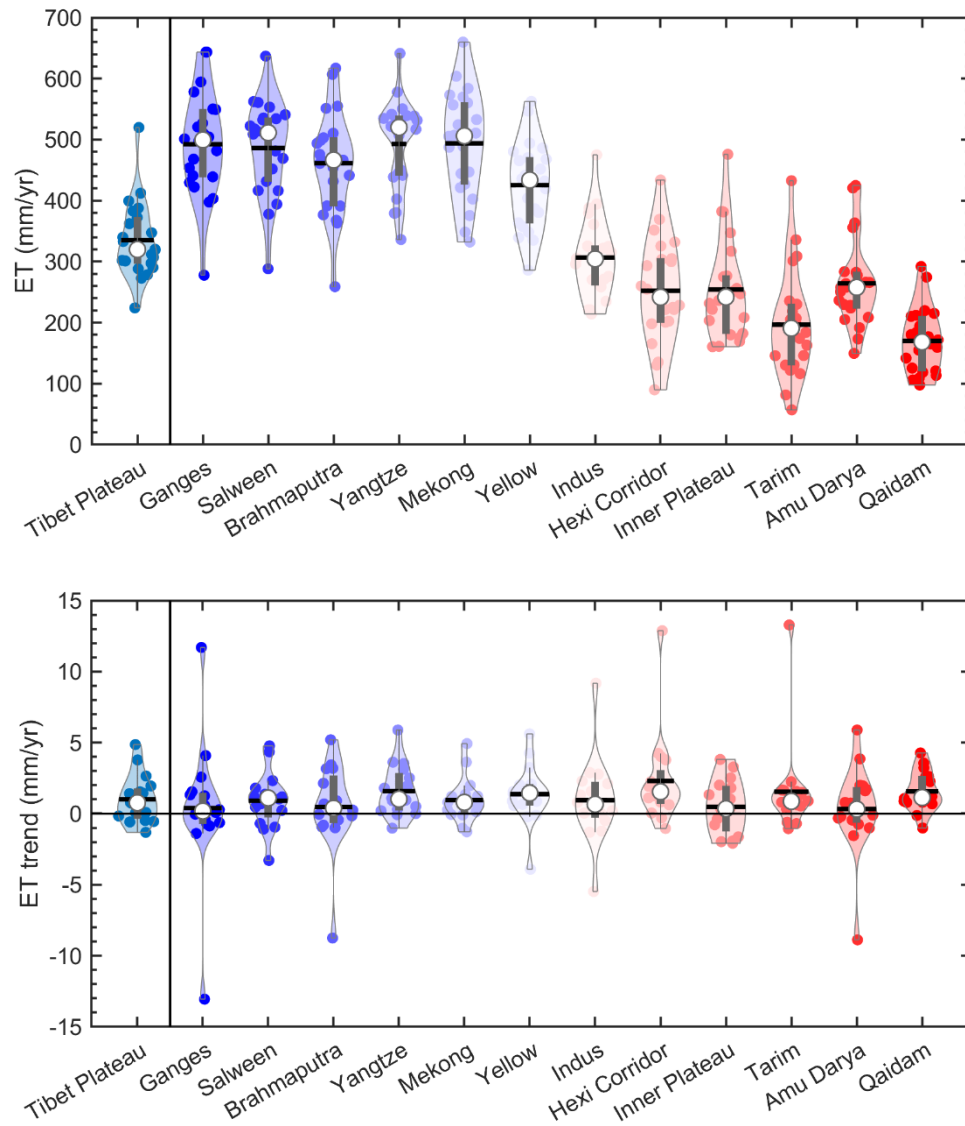 700
600
500
400
300
200
100
0
ET (mm/yr)
Tibet Plateau
Ganges
Salween
Brahmaputra
Yangtze
Mekong
Yellow
Indus
Hexi Corridor
Inner Plateau
Tarim
Amu Darya
Qaidam
15
10
5
0
-5
-10
-15
ET trend (mm/yr)
Tibet Plateau
Ganges
Salween
Brahmaputra
Yangtze
Mekong
Yellow
Indus
Hexi Corridor
Inner Plateau
Tarim
Amu Darya
Qaidam